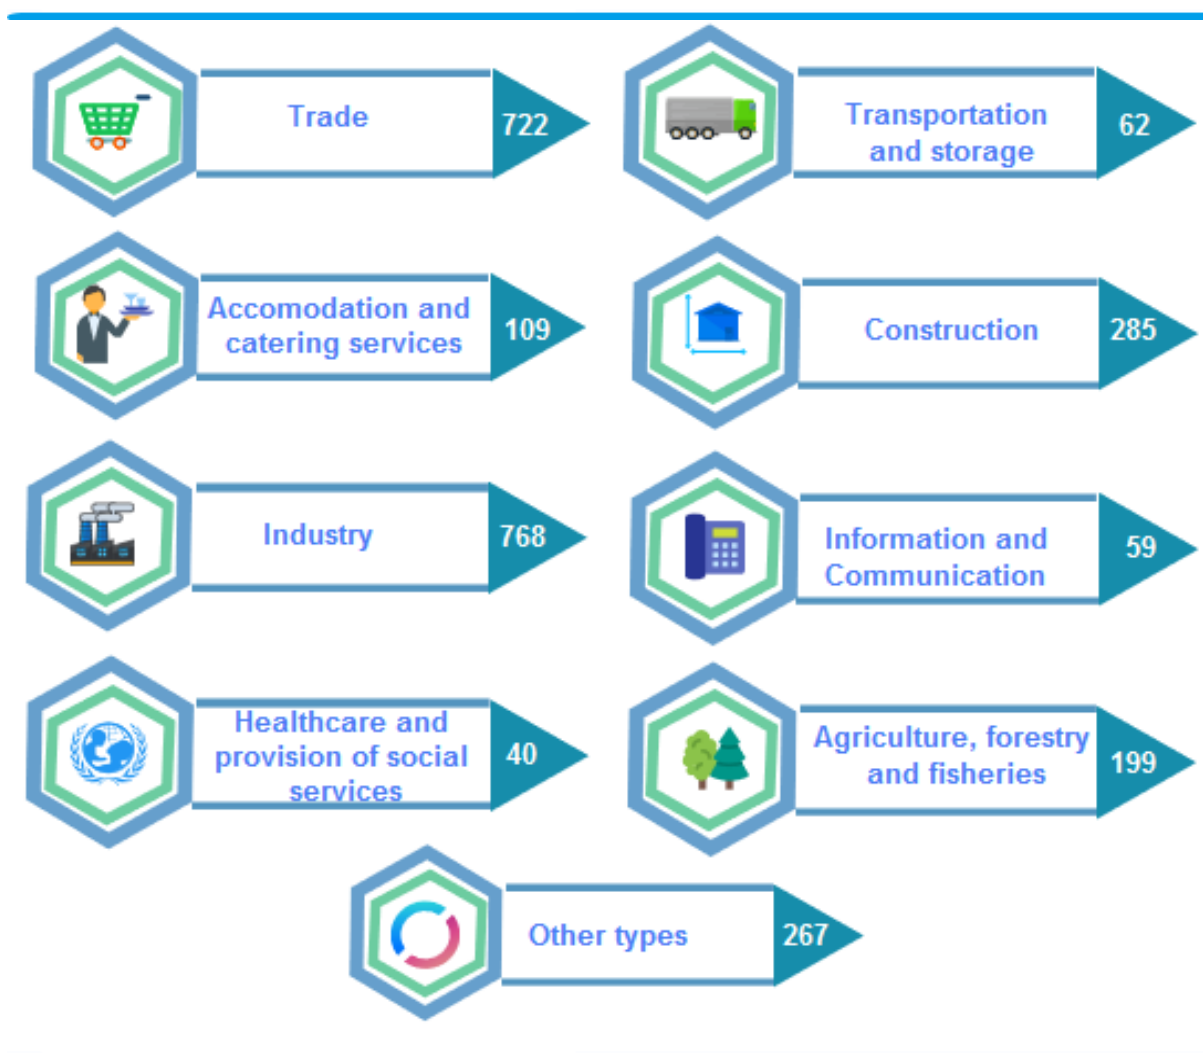 Trade
722
Transportation
and storage
62
Accomodation and
catering services
109
Construction
285
Industry
768
Information and
Communication
59
Healthcare and
provision of social
services
40
Agriculture, forestry
and fisheries
199
Other types
267